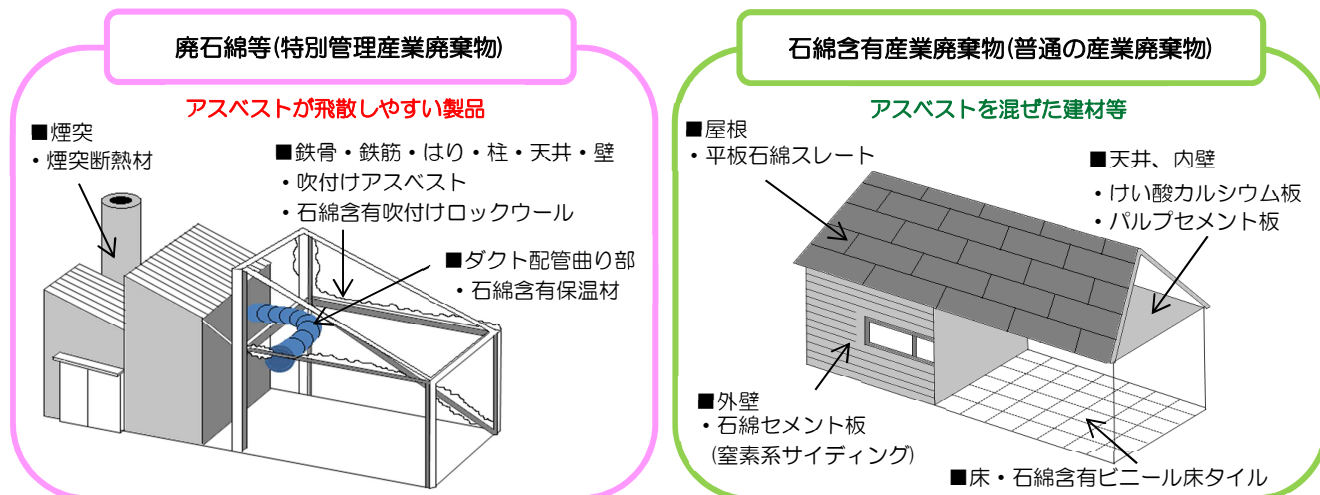 廃石綿等(特別管理産業廃棄物)
アスベストが飛散しやすい製品
■煙突
・煙突断熱材
■鉄骨・鉄筋・はり・柱・天井・壁
・吹付けアスベスト
・石綿含有吹付けロックウール
■ダクト配管曲り部
・石綿含有保温材
石綿含有産業廃棄物(普通の産業廃棄物)
アスベストを混ぜた建材等
■屋根
・平板石綿スレート
■天井、内壁
・けい酸カルシウム板
・パルプセメント板
■外壁
・石綿セメント板
(窒素系サイディング)
■床・石綿含有ビニール床タイル